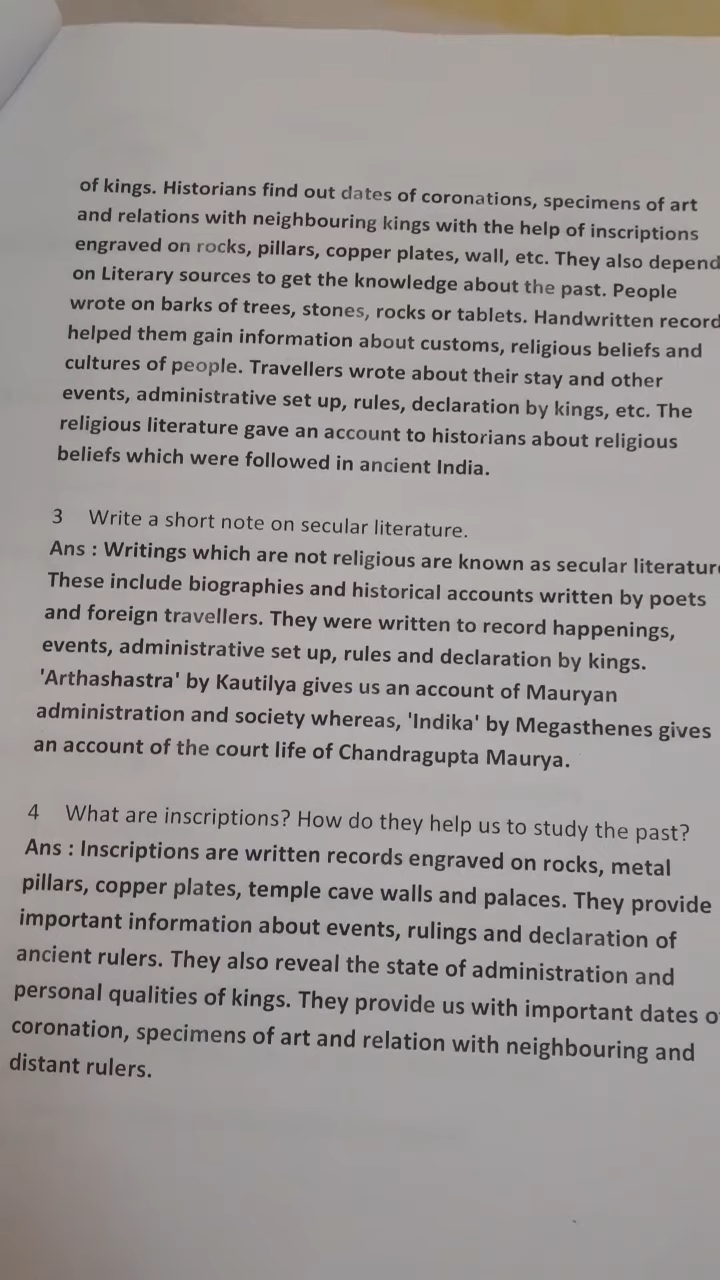 of kings. Historians find out dates of coronations, specimens of art
and relations with neighbouring kings with the help of inscriptions
engraved on rocks, pillars, copper plates, wall, etc. They also depend
on Literary sources to get the knowledge about the past. People
wrote on barks of trees, stones, rocks or tablets. Handwritten record
helped them gain information about customs, religious beliefs and
cultures of people. Travellers wrote about their stay and other
events, administrative set up, rules, declaration by kings, etc. The
religious literature gave an account to historians about religious
beliefs which were followed in ancient India.
3 Write a short note on secular literature.
Ans : Writings which are not religious are known as secular literatur
These include biographies and historical accounts written by poets
and foreign travellers. They were written to record happenings,
events, administrative set up, rules and declaration by kings.
'Arthashastra' by Kautilya gives us an account of Mauryan
administration and society whereas, 'Indika' by Megasthenes gives
an account of the court life of Chandragupta Maurya.
4 What are inscriptions? How do they help us to study the past?
Ans : Inscriptions are written records engraved on rocks, metal
pillars, copper plates, temple cave walls and palaces. They provide
important information about events, rulings and declaration of
ancient rulers. They also reveal the state of administration and
personal qualities of kings. They provide us with important dates o
coronation, specimens of art and relation with neighbouring and
distant rulers.